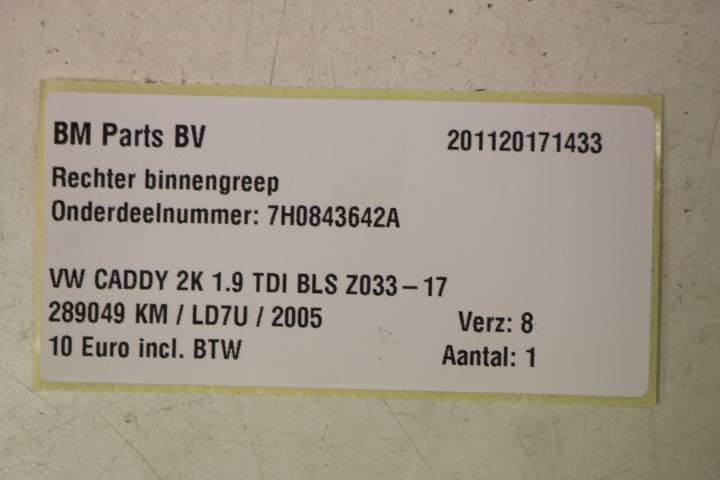 BM Parts BV 201120171433
Rechter binnengreep
Onderdeelnummer: 7H0843642A
VW CADDY 2K 1.9 TDI BLS Z033-17
289049 KM / LD7U / 2005 Verz: 8
10 Euro incl. BTW Aantal: 1